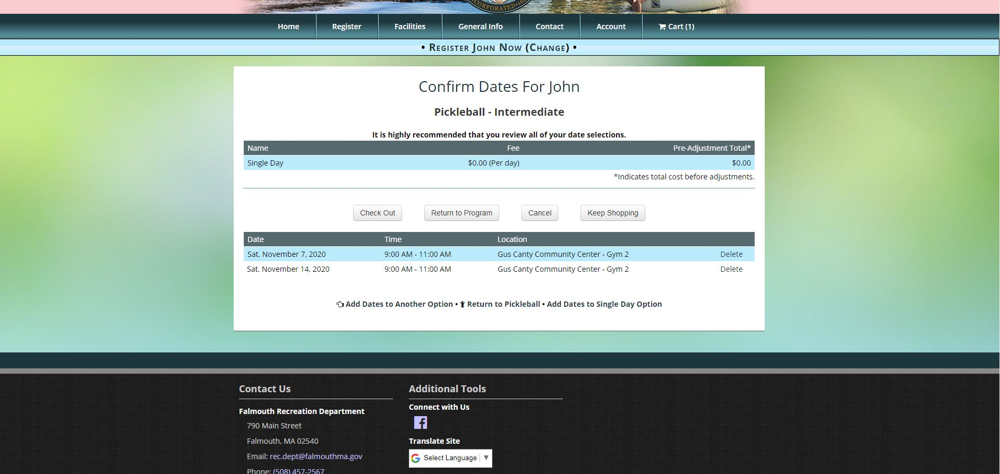 INCORPORATED
Home Register Facilities General Info Contact Account Cart (1)
• Register John Now (Change) •
Confirm Dates For John
Pickleball - Intermediate
It is highly recommended that you review all of your date selections.
Name Fee Pre-Adjustment Total*
Single Day $0.00 (Per day) $0.00
*Indicates total cost before adjustments.
Check Out Return to Program Cancel Keep Shopping
Date Time Location
Sat. November 7, 2020 9:00 AM - 11:00 AM Gus Canty Community Center - Gym 2 Delete
Sat. November 14, 2020 9:00 AM - 11:00 AM Gus Canty Community Center - Gym 2 Delete
Add Dates to Another Option • Return to Pickleball • Add Dates to Single Day Option
Contact Us
Falmouth Recreation Department
790 Main Street
Falmouth, MA 02540
Email: rec.dept@falmouthma.gov
Phone: (508) 457-2567
Additional Tools
Connect with Us
Translate Site
Select Language ▼